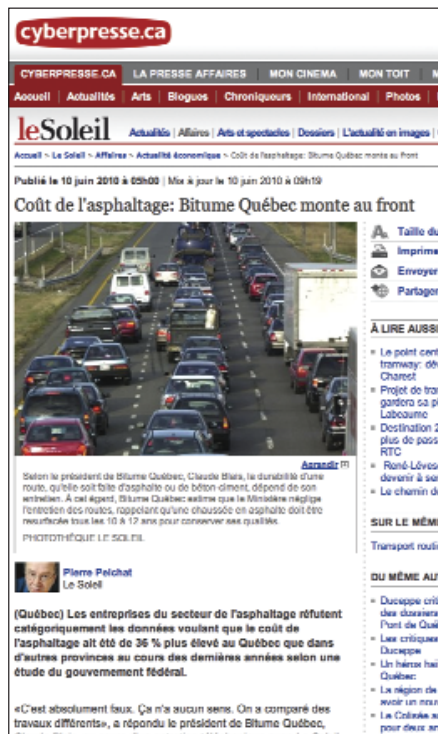 cyberpresse.ca
CYBERPRESSE.CA LA PRESSE AFFAIRES MON CINEMA MON TOIT
Accueil Actualités Arts Blogues Chroniqueurs International Photos
leSoleil Actualités | Affaires | Arts et spectacles | Dossiers | L'actualité en images |
Accueil > Le Soleil > Affaires > Actualité économique > Coût de l'asphaltage: Bitume Québec monte au front
Publié le 10 juin 2010 à 05h00 | Mis à jour le 10 juin 2010 à 09h19
Coût de l'asphaltage: Bitume Québec monte au front
Agrandir
Selon le président de Bitume Québec, Claude Blais, la durabilité d'une
route, qu'elle soit faite d'asphalte ou de béton-ciment, dépend de son
entretien. À cet égard, Bitume Québec estime que le Ministère néglige
l'entretien des routes, rappelant qu'une chaussée en asphalte doit être
resurfacée tous les 10 à 12 ans pour conserver ses qualités.
PHOTOTHÈQUE LE SOLEIL
Pierre Pelchat
Le Soleil
(Québec) Les entreprises du secteur de l'asphaltage réfutent
catégoriquement les données voulant que le coût de
l'asphaltage ait été de 36 % plus élevé au Québec que dans
d'autres provinces au cours des dernières années selon une
étude du gouvernement fédéral.
«C'est absolument faux. Ça n'a aucun sens. On a comparé des
travaux différents», a répondu le président de Bitume Québec,
Taille du
Imprime
Envoyer
Partager
À LIRE AUSSI
Le point cent
tramway: dév
Charest
Projet de tra
gardera sa p
Labeaume
Destination 2
plus de pass
RTC
René-Léves
devenir à se
Le chemin d
SUR LE MÊM
Transport routi
DU MÊME AU
Duceppe crit
des dossiers
Pont de Qué
Les critiques
Duceppe
Un héros haï
Québec
La région de
avoir un nou
Le Colisée a
pour deux an